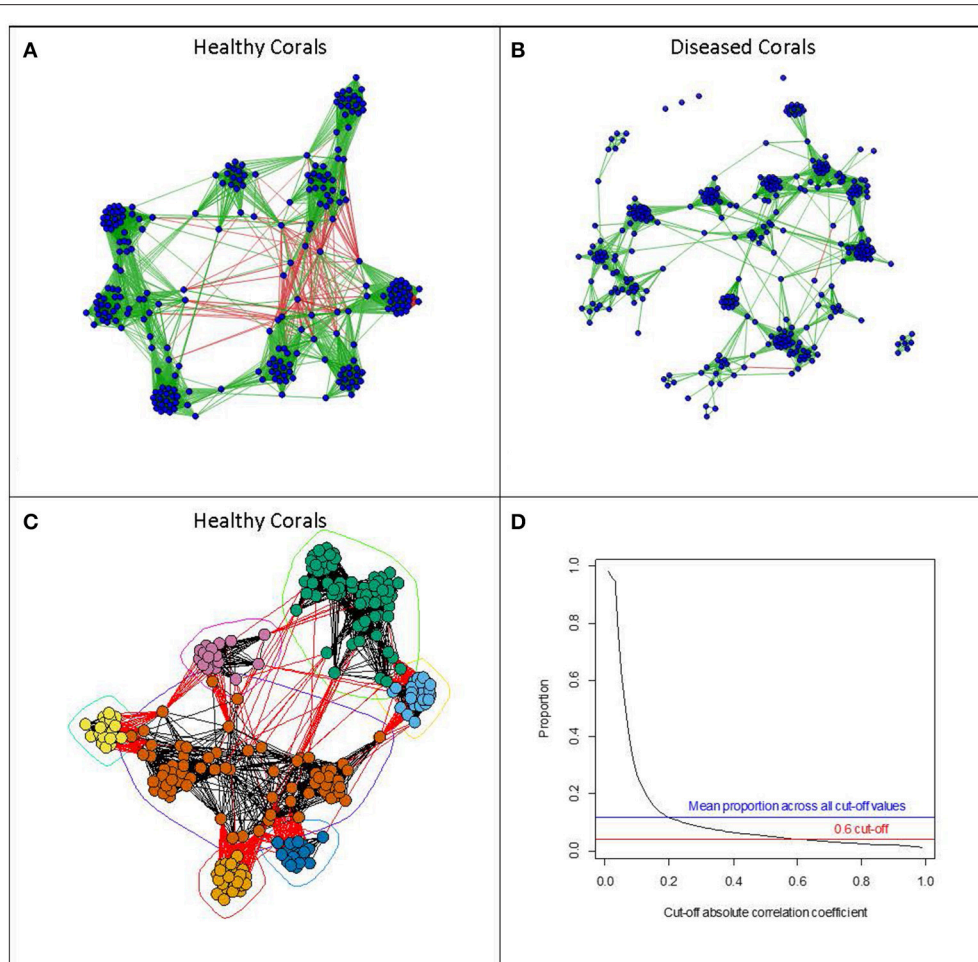 A
Healthy Corals
B
Diseased Corals
C
Healthy Corals
D
1.0
0.8
0.6
0.4
0.2
0.0
Proportion
Mean proportion across all cut-off values
0.6 cut-off
0.0 0.2 0.4 0.6 0.8 1.0
Cut-off absolute correlation coefficient